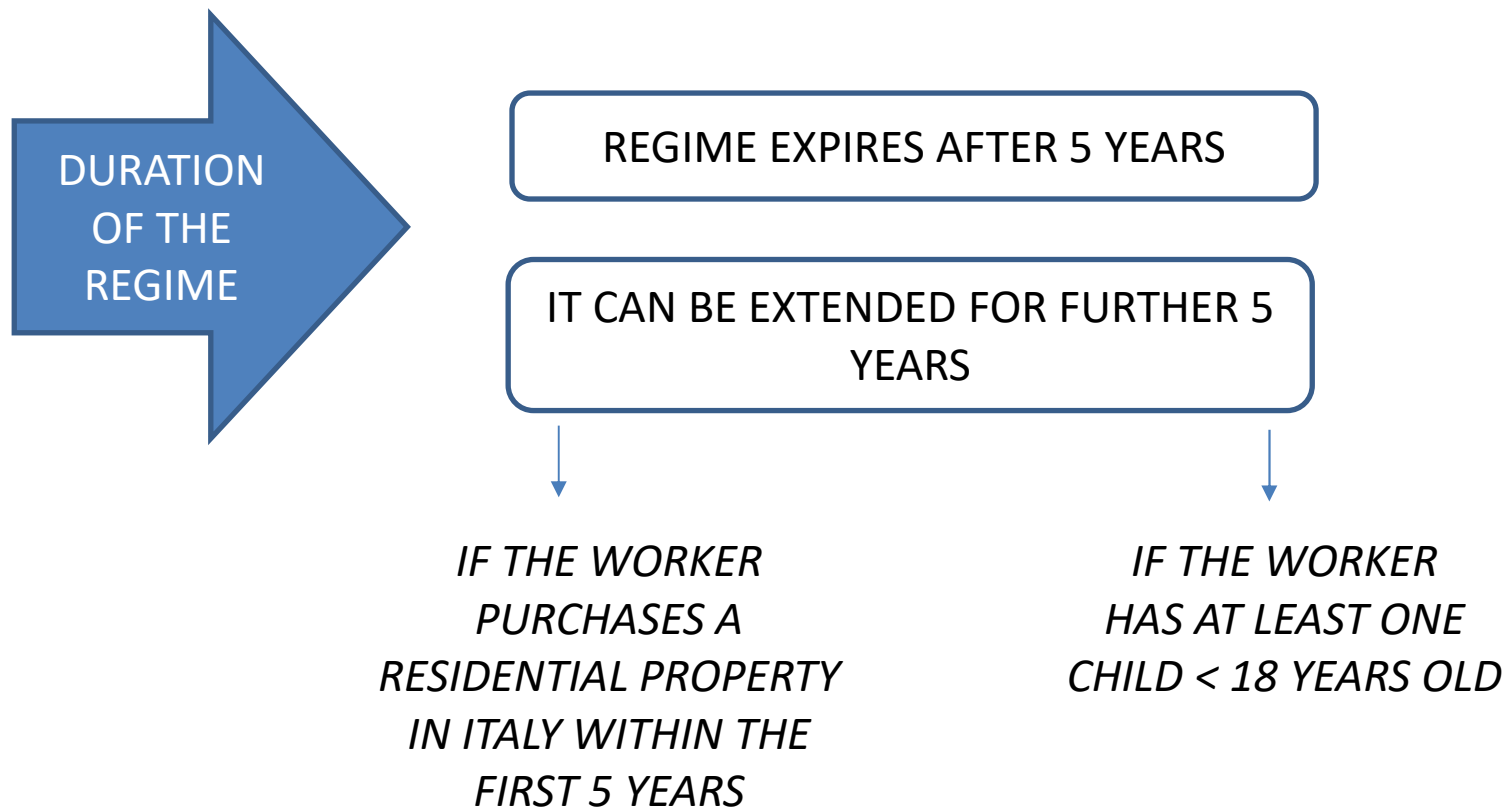 DURATION
OF THE
REGIME
REGIME EXPIRES AFTER 5 YEARS
IT CAN BE EXTENDED FOR FURTHER 5
YEARS
IF THE WORKER
PURCHASES A
RESIDENTIAL PROPERTY
IN ITALY WITHIN THE
FIRST 5 YEARS
IF THE WORKER
HAS AT LEAST ONE
CHILD < 18 YEARS OLD